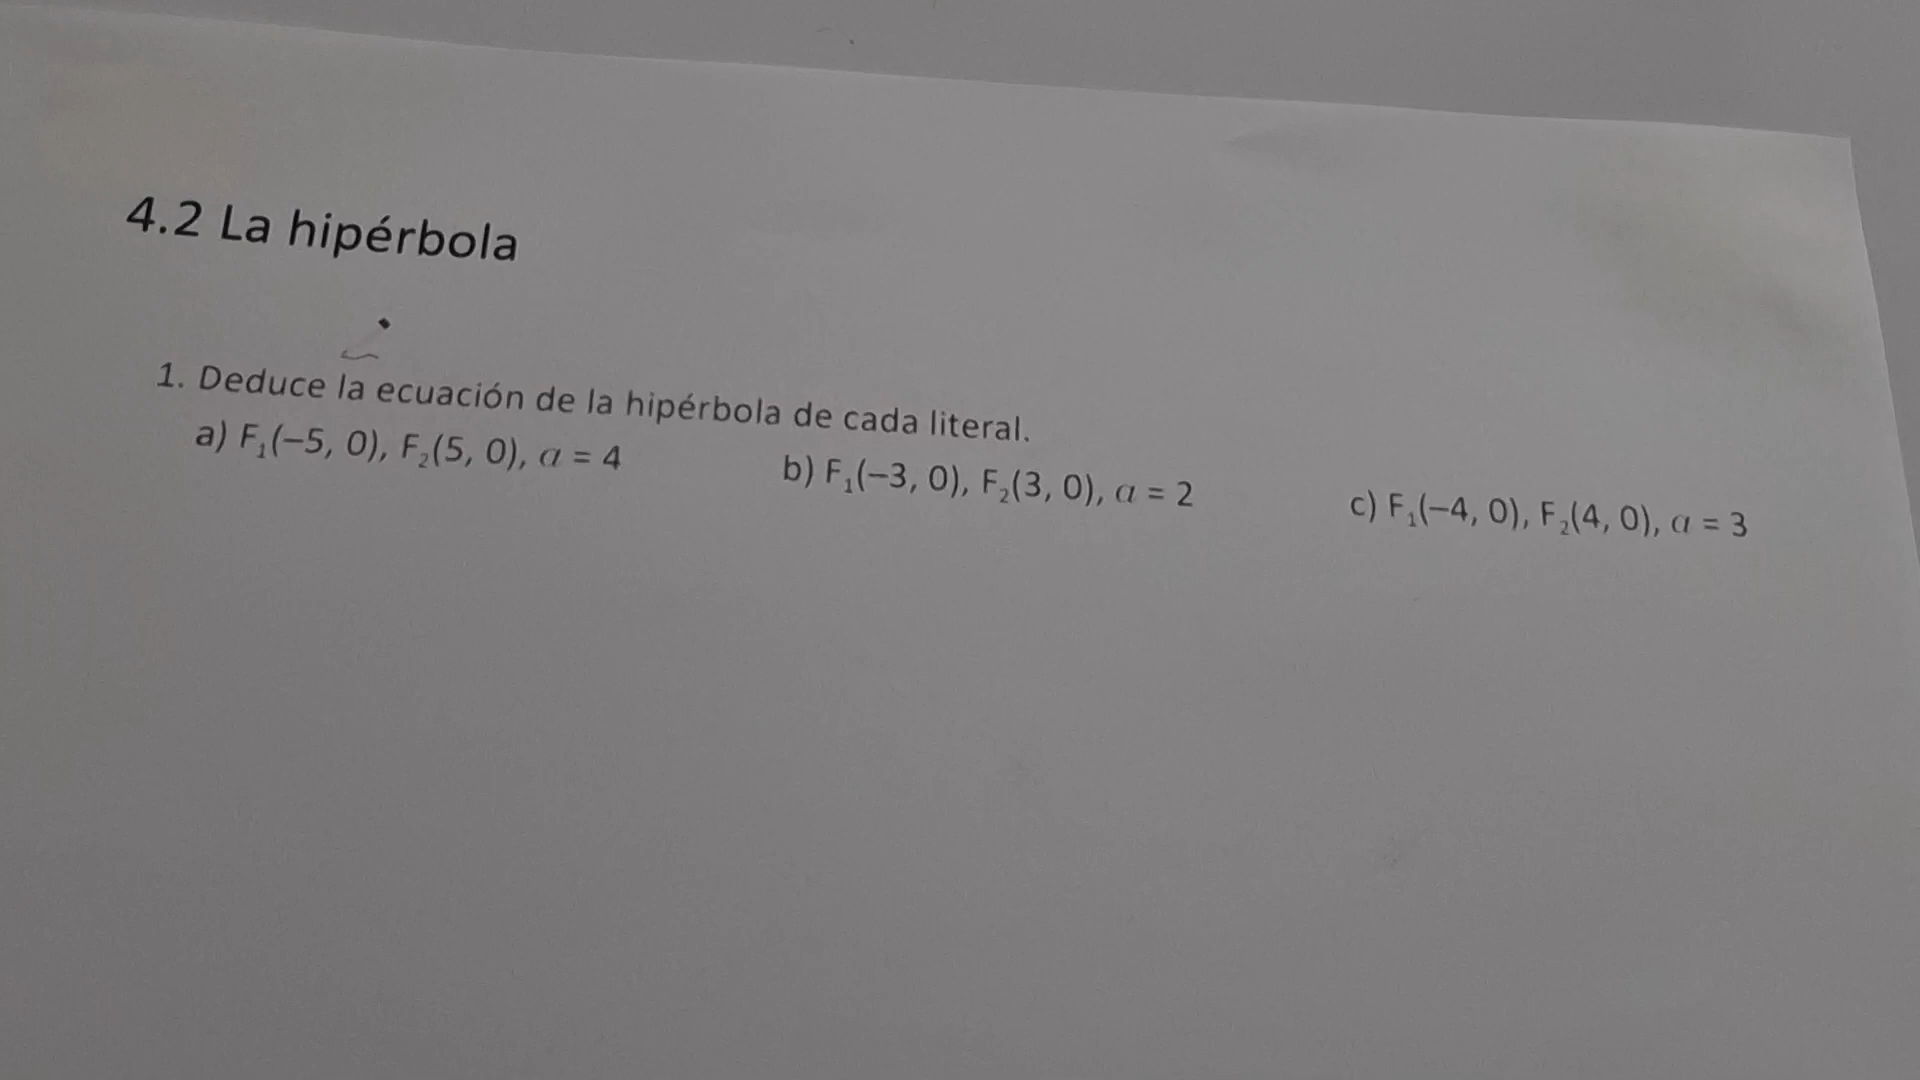 4.2 La hipérbola
1. Deduce la ecuación de la hipérbola de cada literal.
a) F₁(−5, 0), F₂(5, 0), a = 4
b) F₁(−3, 0), F₂(3, 0), a = 2
c) F₁(−4, 0), F₂(4, 0), a = 3